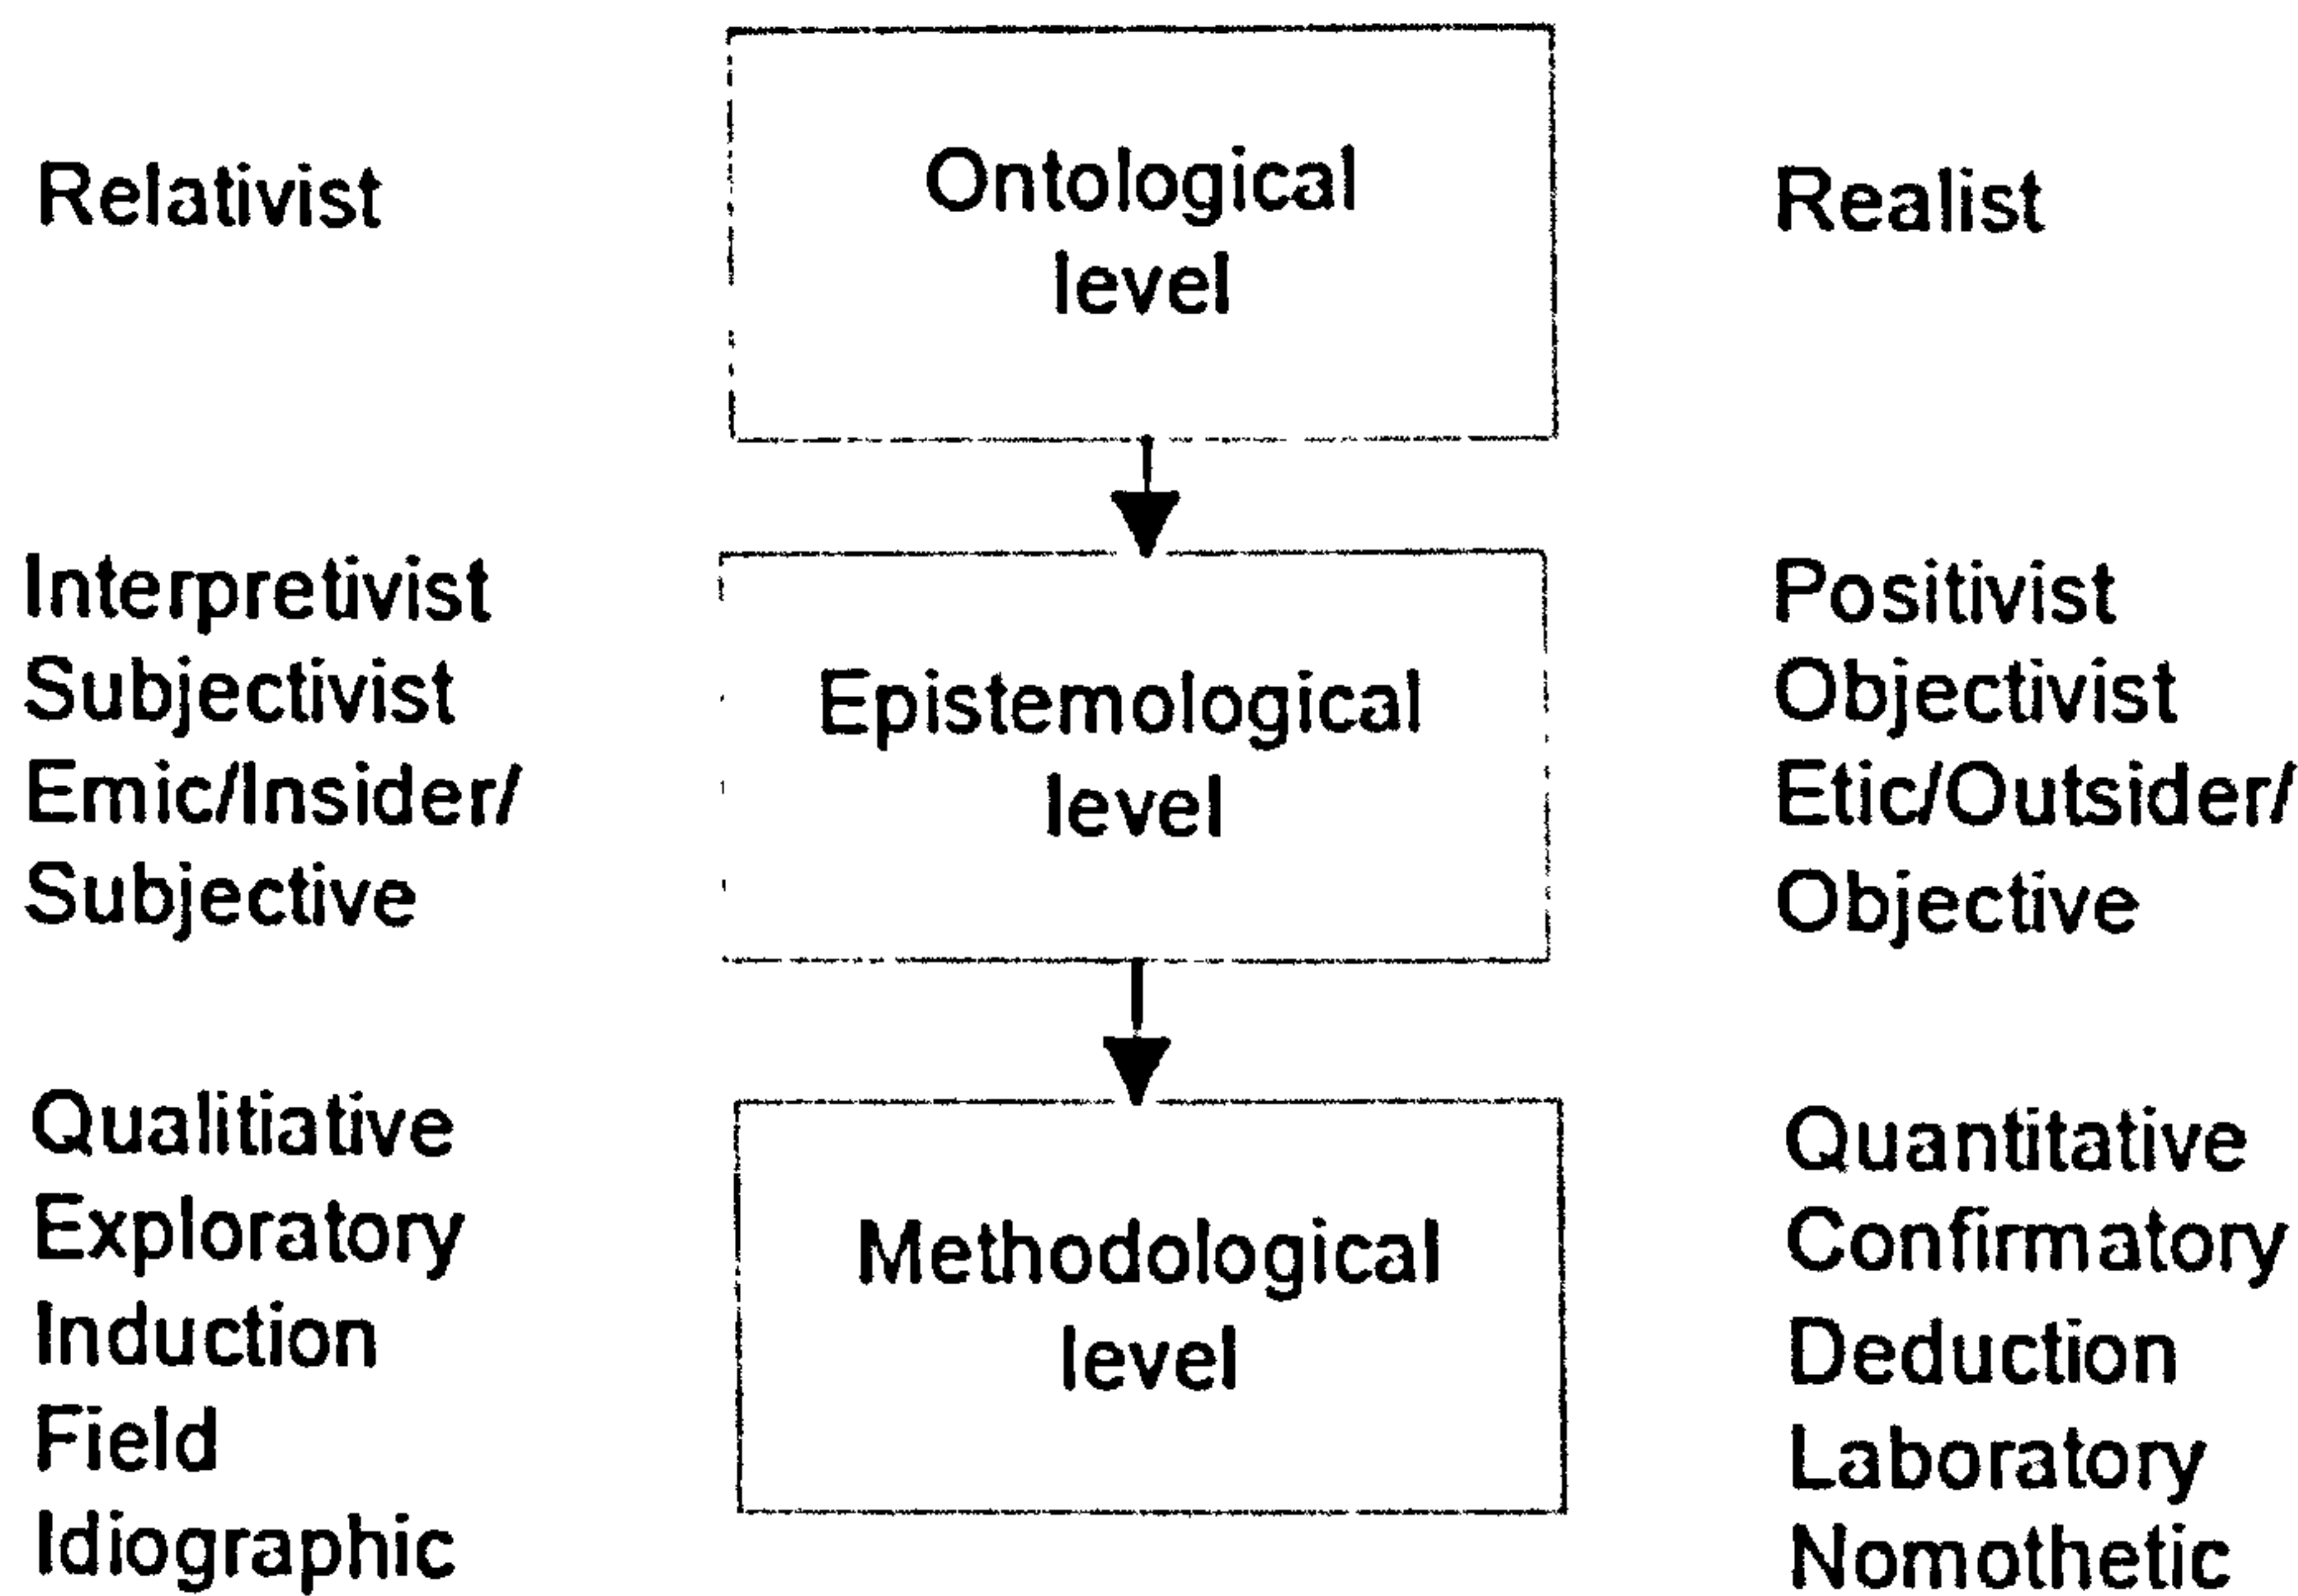 Relativist
Ontological
level
Realist
Interpretivist
Subjectivist
Emic/Insider/
Subjective
Epistemological
level
Positivist
Objectivist
Etic/Outsider/
Objective
Qualitiative
Exploratory
Induction
Field
Idiographic
Methodological
level
Quantitative
Confirmatory
Deduction
Laboratory
Nomothetic